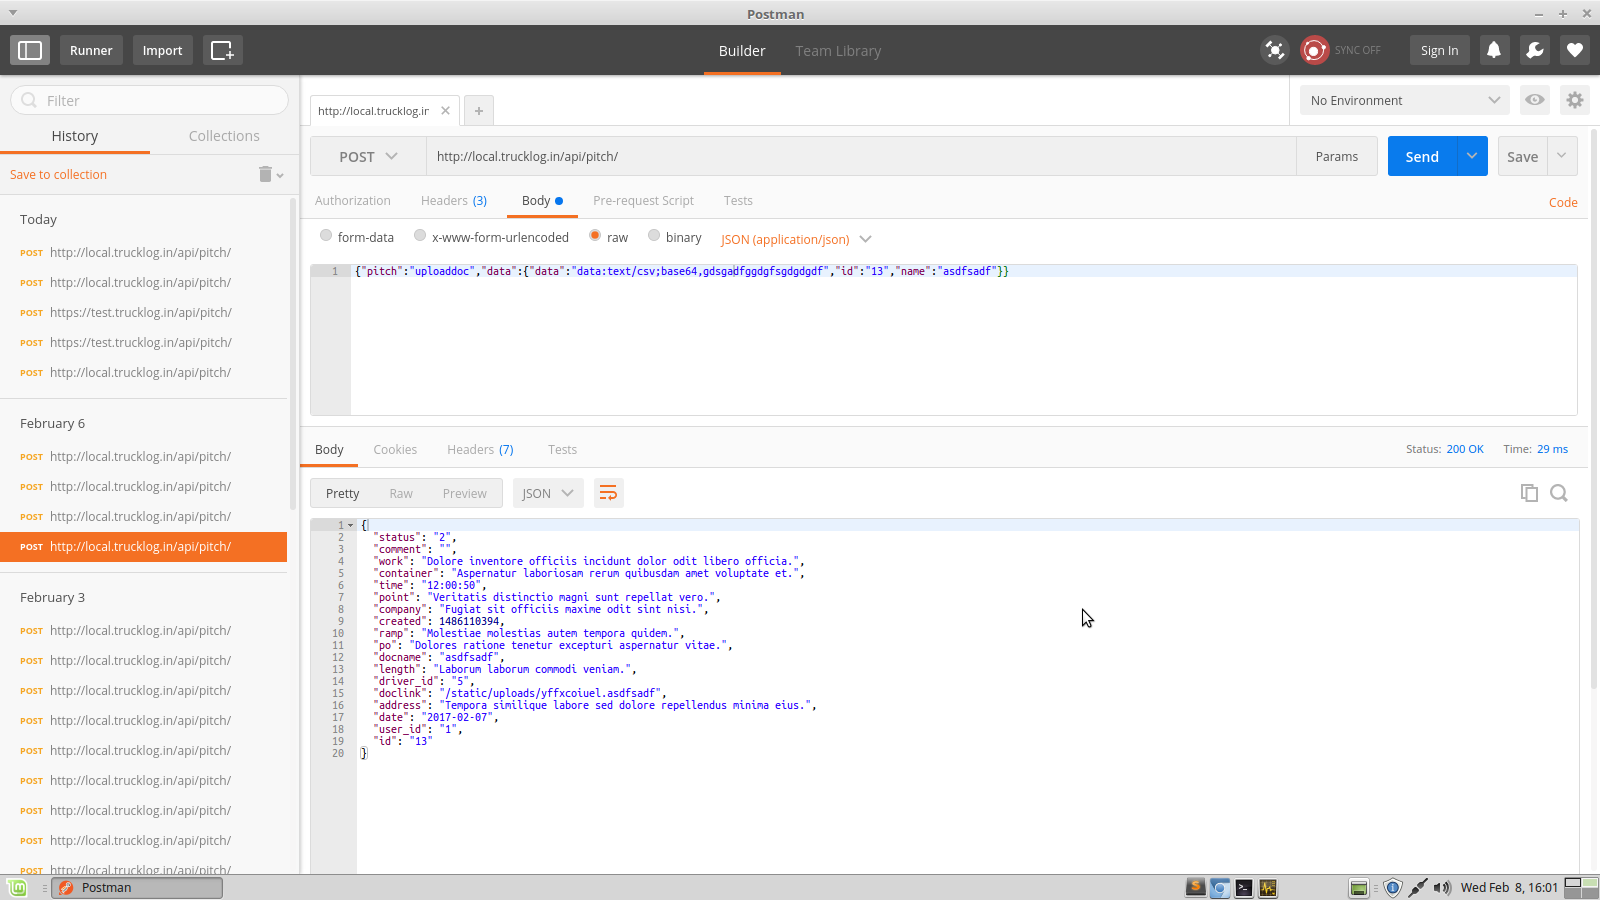 Postman
Runner
Import
Builder
Team Library
SYNC OFF
Sign In
Filter
History
Collections
Save to collection
Today
POST http://local.trucklog.in/api/pitch/
POST http://local.trucklog.in/api/pitch/
POST https://test.trucklog.in/api/pitch/
POST https://test.trucklog.in/api/pitch/
POST http://local.trucklog.in/api/pitch/
February 6
POST http://local.trucklog.in/api/pitch/
POST http://local.trucklog.in/api/pitch/
POST http://local.trucklog.in/api/pitch/
POST http://local.trucklog.in/api/pitch/
February 3
POST http://local.trucklog.in/api/pitch/
POST http://local.trucklog.in/api/pitch/
POST http://local.trucklog.in/api/pitch/
POST http://local.trucklog.in/api/pitch/
POST http://local.trucklog.in/api/pitch/
POST http://local.trucklog.in/api/pitch/
POST http://local.trucklog.in/api/pitch/
POST http://local.trucklog.in/api/pitch/
POST http://local.trucklog.in/api/pitch/
http://local.trucklog.ir
No Environment
POST http://local.trucklog.in/api/pitch/ Params Send Save
Authorization Headers (3) Body Pre-request Script Tests Code
form-data x-www-form-urlencoded raw binary JSON (application/json)
1 {"pitch":"uploaddoc","data":{"data":"data:text/csv;base64,gdsgadfggdgfsgdgdgdf","id":"13","name":"asdfsadf"}}
Body Cookies Headers (7) Tests Status: 200 OK Time: 29 ms
Pretty Raw Preview JSON
1 {
2 "status": "2",
3 "comment": "",
4 "work": "Dolore inventore officiis incidunt dolor odit libero officia.",
5 "container": "Aspernatur laboriosam rerum quibusdam amet voluptate et.",
6 "time": "12:00:50",
7 "point": "Veritatis distinctio magni sunt repellat vero.",
8 "company": "Fugiat sit officiis maxime odit sint nisi.",
9 "created": 1486110394,
10 "ramp": "Molestiae molestias autem tempora quidem.",
11 "po": "Dolores ratione tenetur excepturi aspernatur vitae.",
12 "docname": "asdfsadf",
13 "length": "Laborum laborum commodi veniam.",
14 "driver_id": "5",
15 "doclink": "/static/uploads/yffxcoiuel.asdfsadf",
16 "address": "Tempora similique labore sed dolore repellendus minima eius.",
17 "date": "2017-02-07",
18 "user_id": "1",
19 "id": "13"
20 }
Postman
Wed Feb 8, 16:01